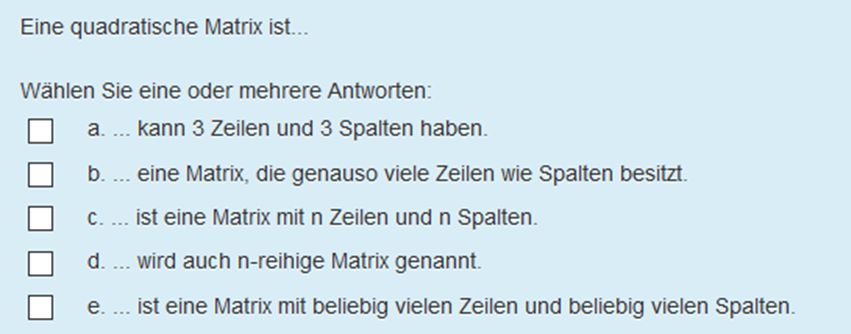 Eine quadratische Matrix ist...
Wählen Sie eine oder mehrere Antworten:
a. ... kann 3 Zeilen und 3 Spalten haben.
b. ... eine Matrix, die genauso viele Zeilen wie Spalten besitzt.
c. ... ist eine Matrix mit n Zeilen und n Spalten.
d. ... wird auch n-reihige Matrix genannt.
e. ... ist eine Matrix mit beliebig vielen Zeilen und beliebig vielen Spalten.